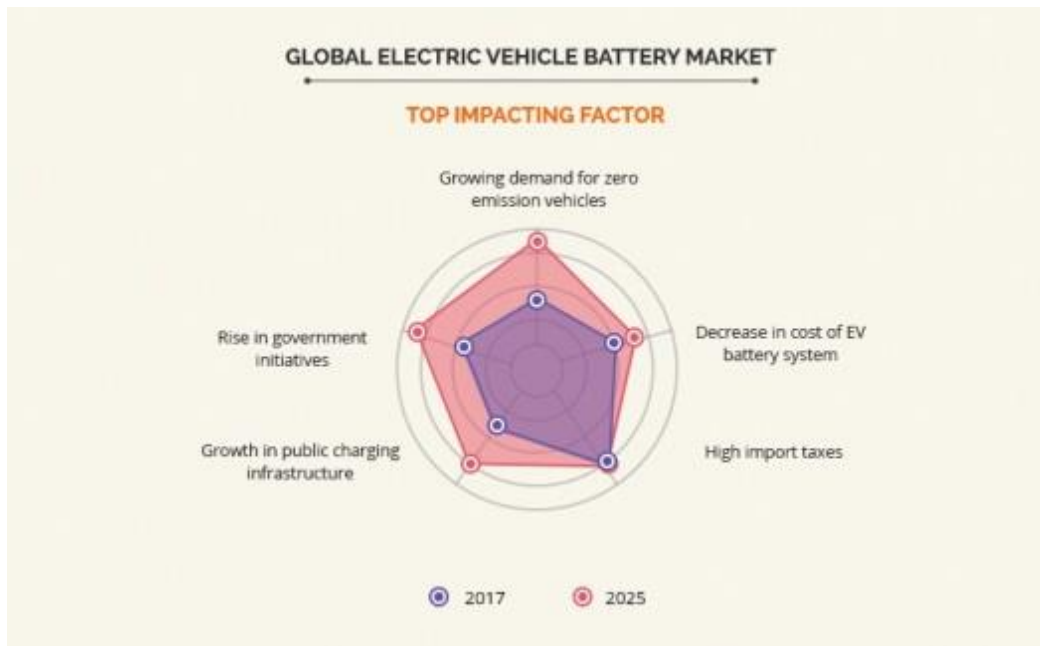 GLOBAL ELECTRIC VEHICLE BATTERY MARKET
TOP IMPACTING FACTOR
Growing demand for zero
emission vehicles
Rise in government
initiatives
Decrease in cost of EV
battery system
Growth in public charging
infrastructure
High import taxes
2017
2025